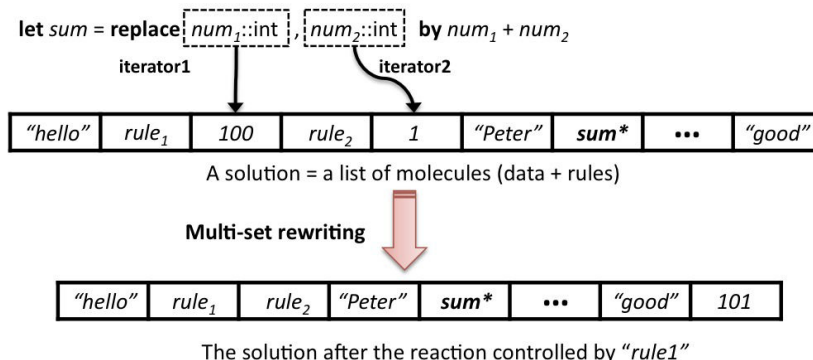 let sum = replace num₁::int , num₂::int by num₁ + num₂
iterator1 iterator2
“hello” rule₁ 100 rule₂ 1 “Peter” sum* ••• “good”
A solution = a list of molecules (data + rules)
Multi-set rewriting
“hello” rule₁ rule₂ “Peter” sum* ••• “good” 101
The solution after the reaction controlled by “rule1”